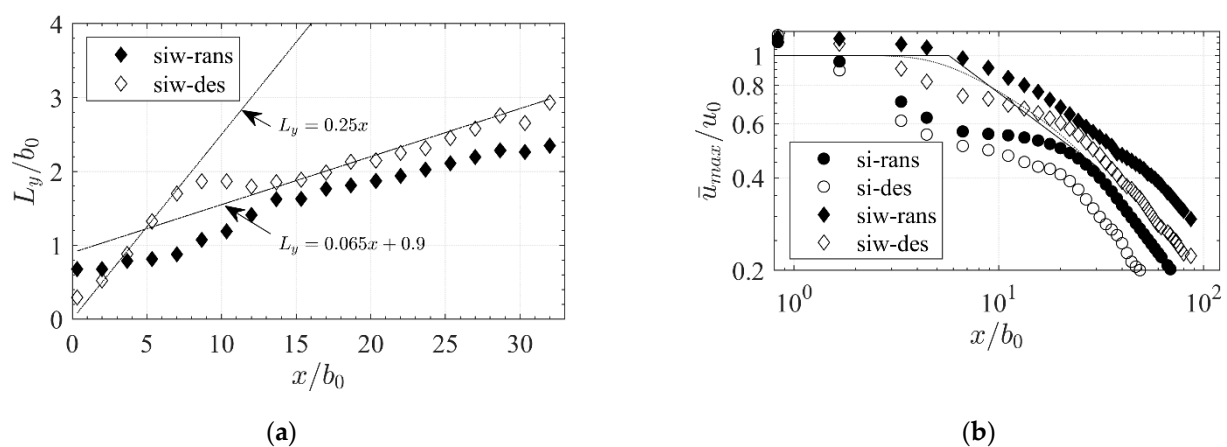 4
3
2
1
0
L_y/b_0
siw-rans
siw-des
L_y = 0.25x
L_y = 0.065x + 0.9
0 5 10 15 20 25 30
x/b_0
(a)
1
0.8
0.6
0.4
0.2
ū_max/u_0
si-rans
si-des
siw-rans
siw-des
10^0 10^1 10^2
x/b_0
(b)